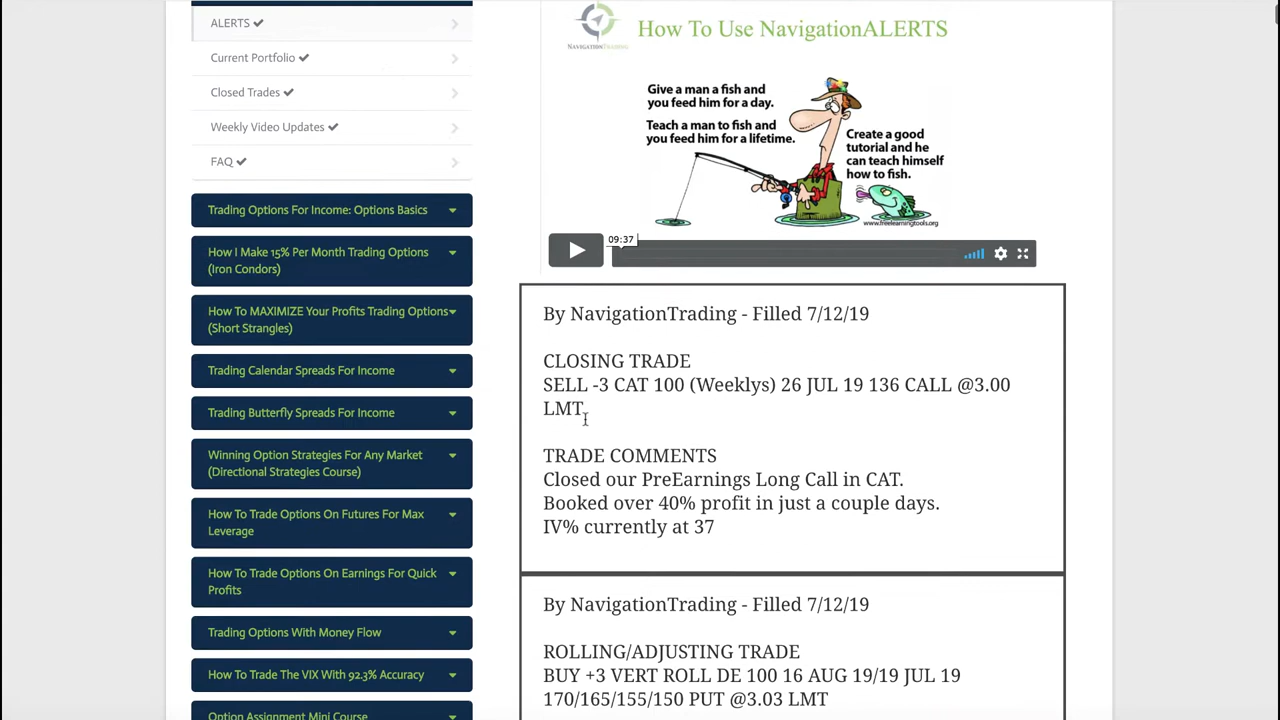 ALERTS
Current Portfolio
Closed Trades
Weekly Video Updates
FAQ
Trading Options For Income: Options Basics
How I Make 15% Per Month Trading Options
(Iron Condors)
How To MAXIMIZE Your Profits Trading Options
(Short Strangles)
Trading Calendar Spreads For Income
Trading Butterfly Spreads For Income
Winning Option Strategies For Any Market
(Directional Strategies Course)
How To Trade Options On Futures For Max
Leverage
How To Trade Options On Earnings For Quick
Profits
Trading Options With Money Flow
How To Trade The VIX With 92.3% Accuracy
Option Assignment Mini Course
NAVIGATIONTRADING
How To Use NavigationALERTS
Give a man a fish and
you feed him for a day.
Teach a man to fish and
you feed him for a lifetime.
Create a good
tutorial and he
can teach himself
how to fish.
www.freelearningtools.org
09:37
By NavigationTrading - Filled 7/12/19
CLOSING TRADE
SELL -3 CAT 100 (Weeklys) 26 JUL 19 136 CALL @3.00
LMT
TRADE COMMENTS
Closed our PreEarnings Long Call in CAT.
Booked over 40% profit in just a couple days.
IV% currently at 37
By NavigationTrading - Filled 7/12/19
ROLLING/ADJUSTING TRADE
BUY +3 VERT ROLL DE 100 16 AUG 19/19 JUL 19
170/165/155/150 PUT @3.03 LMT